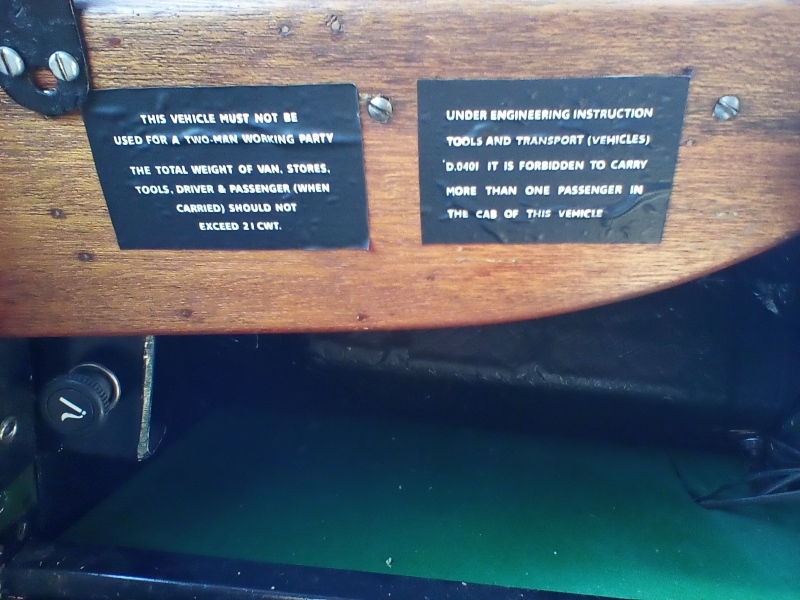 THIS VEHICLE MUST NOT BE
USED FOR A TWO-MAN WORKING PARTY
THE TOTAL WEIGHT OF VAN, STORES,
TOOLS, DRIVER & PASSENGER (WHEN
CARRIED) SHOULD NOT
EXCEED 21 CWT.
UNDER ENGINEERING INSTRUCTION
TOOLS AND TRANSPORT (VEHICLES)
D.0401 IT IS FORBIDDEN TO CARRY
MORE THAN ONE PASSENGER IN
THE CAB OF THIS VEHICLE